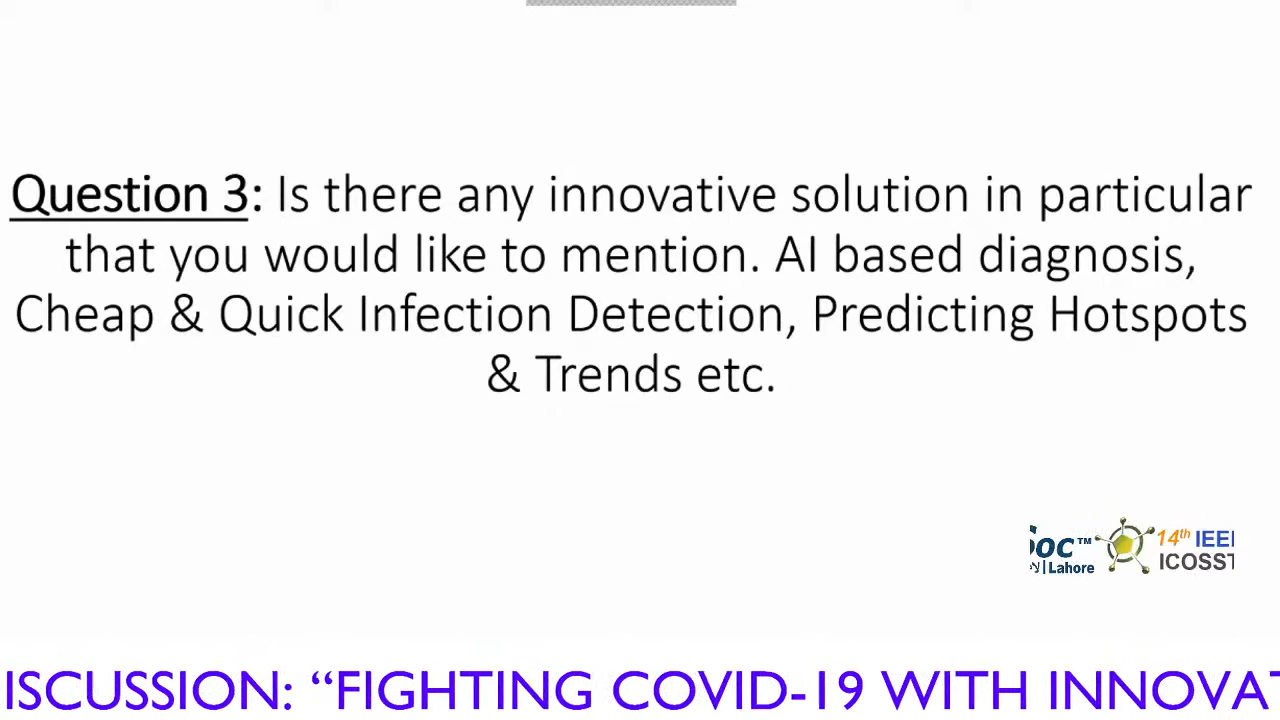 Question 3: Is there any innovative solution in particular
that you would like to mention. AI based diagnosis,
Cheap & Quick Infection Detection, Predicting Hotspots
& Trends etc.
Soc™
y|Lahore
14th IEEE
ICOSST
ISCUSSION: “FIGHTING COVID-19 WITH INNOVAT